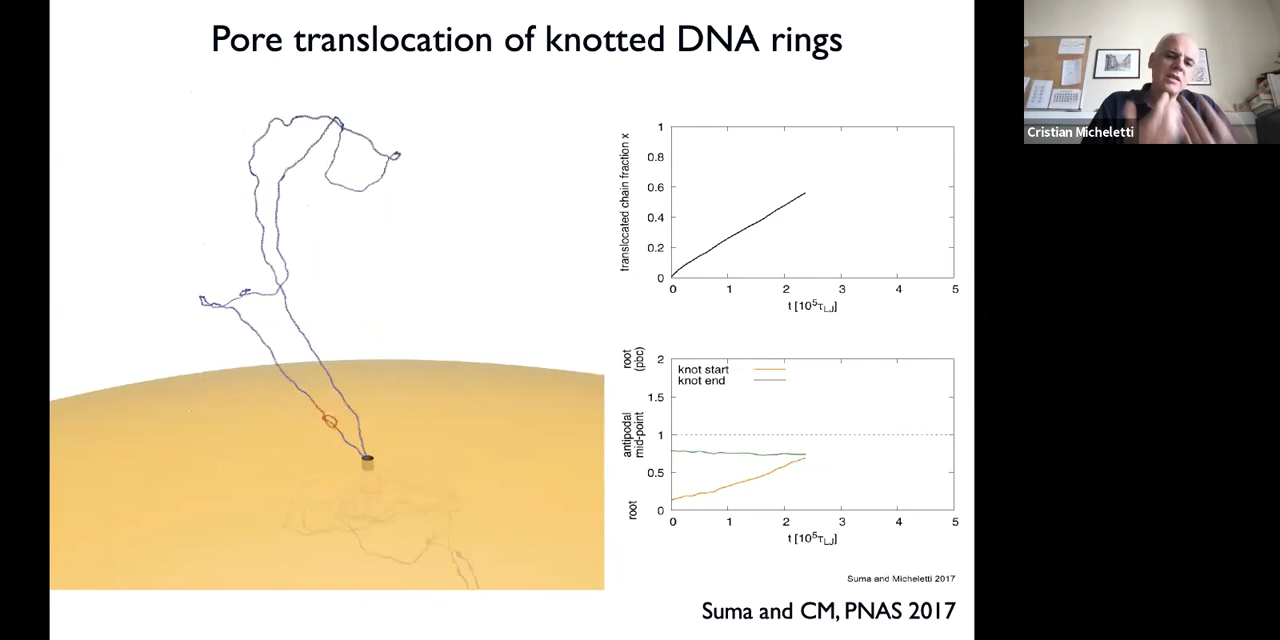 Pore translocation of knotted DNA rings
Cristian Micheletti
translocated chain fraction x
1
0.8
0.6
0.4
0.2
0
0 1 2 3 4 5
t [10⁵τLJ]
root (pbc)
antipodal mid-point
root
2
1.5
1
0.5
0
knot start
knot end
0 1 2 3 4 5
t [10⁵τLJ]
Suma and Micheletti 2017
Suma and CM, PNAS 2017